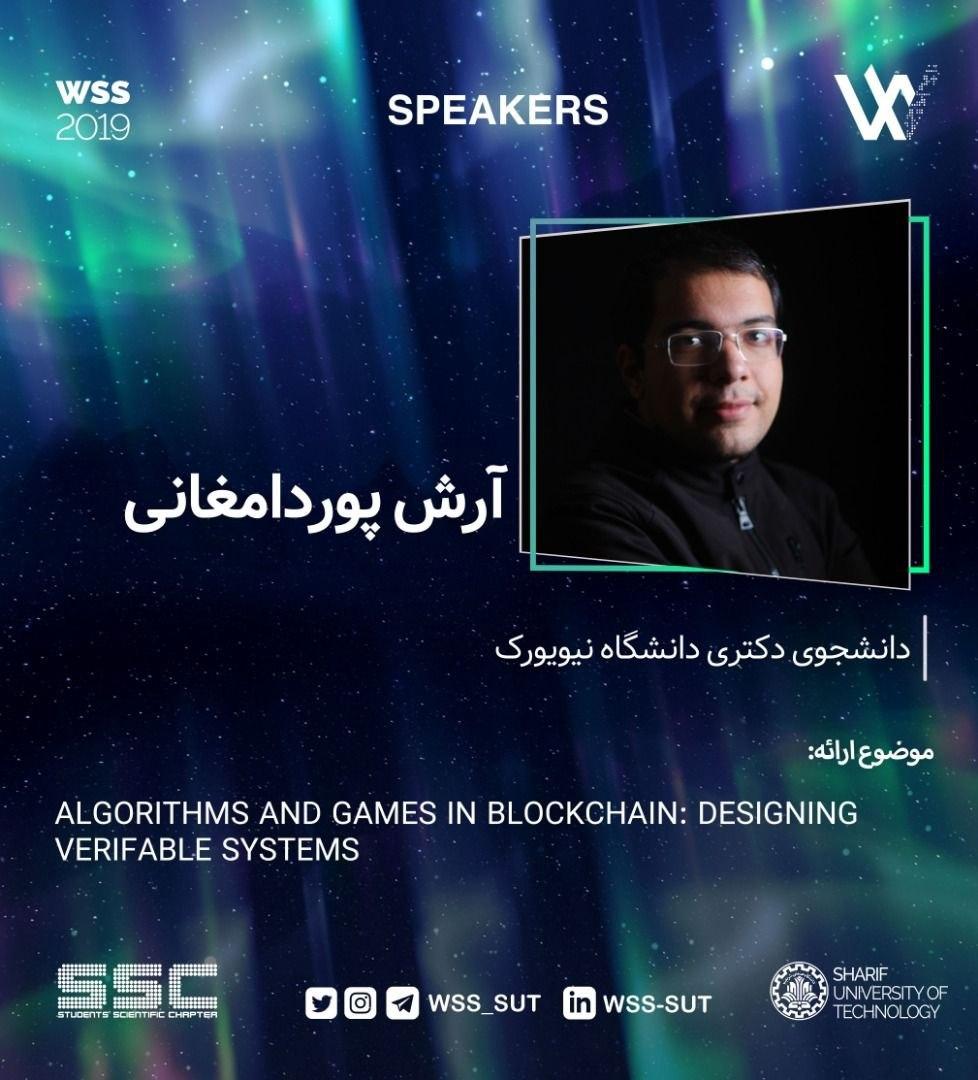 WSS
2019
SPEAKERS
آرش پوردامغانی
دانشجوی دکتری دانشگاه نیویورک
موضوع ارائه:
ALGORITHMS AND GAMES IN BLOCKCHAIN: DESIGNING
VERIFABLE SYSTEMS
SSC
STUDENTS' SCIENTIFIC CHAPTER
WSS_SUT
in WSS-SUT
SHARIF
UNIVERSITY OF
TECHNOLOGY